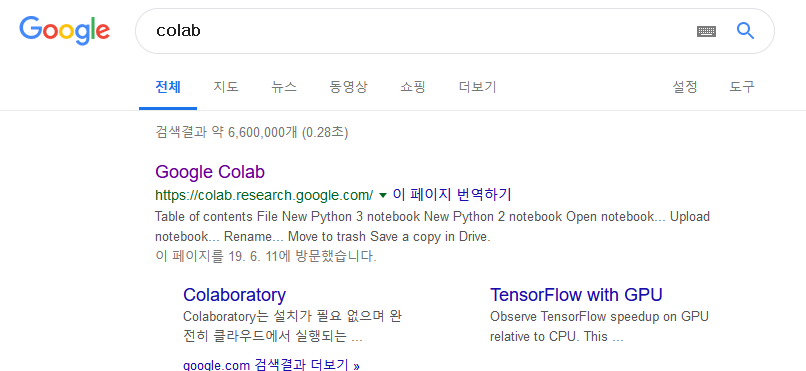 Google colab
전체 지도 뉴스 동영상 쇼핑 더보기 설정 도구
검색결과 약 6,600,000개 (0.28초)
Google Colab
https://colab.research.google.com/ 이 페이지 번역하기
Table of contents File New Python 3 notebook New Python 2 notebook Open notebook... Upload
notebook... Rename... Move to trash Save a copy in Drive.
이 페이지를 19. 6. 11에 방문했습니다.
Colaboratory
Colaboratory는 설치가 필요 없으며 완
전히 클라우드에서 실행되는 ...
google.com 검색결과 더보기 »
TensorFlow with GPU
Observe TensorFlow speedup on GPU
relative to CPU. This ...